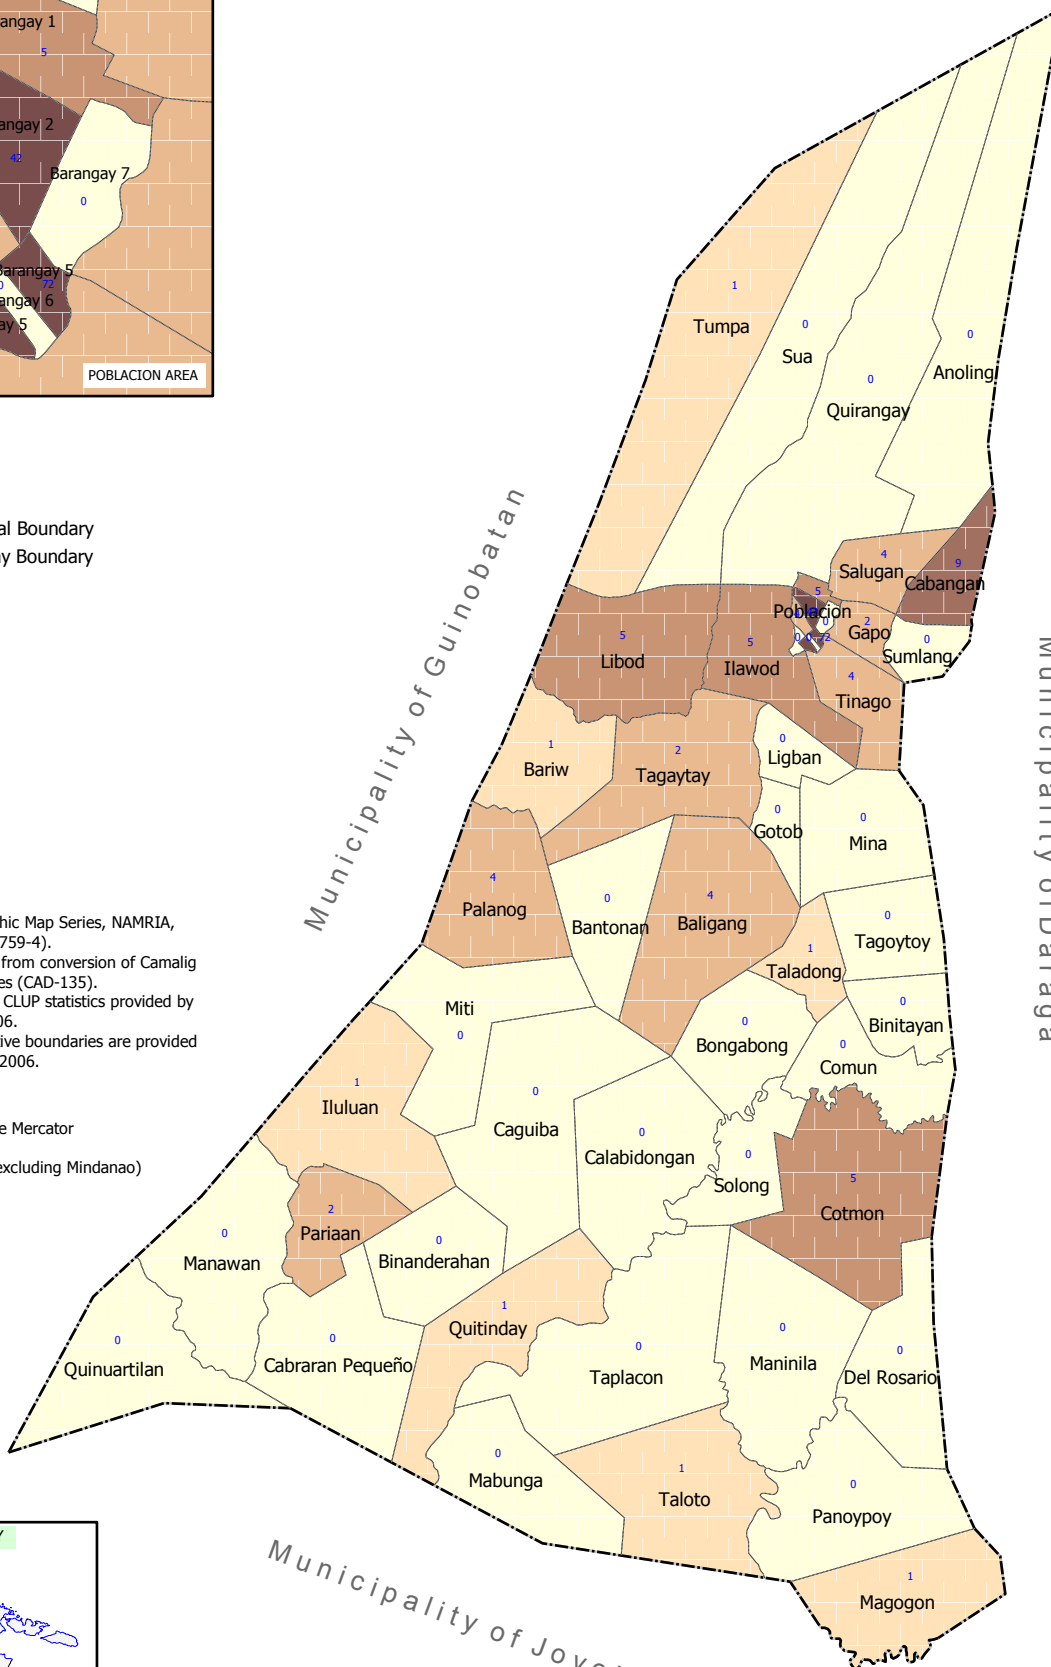 angay 1
5
angay 2
42
Barangay 7
0
Barangay 5
0
72
angay 6
ay 5
POBLACION AREA
al Boundary
y Boundary
hic Map Series, NAMRIA,
759-4).
from conversion of Camalig
es (CAD-135).
CLUP statistics provided by
06.
ive boundaries are provided
2006.
e Mercator
excluding Mindanao)
Y
Municipality of Guinobatan
Municipality of Daraga
Municipality of Jove
1
Tumpa
0
Sua
0
Quirangay
0
Anoling
4
Salugan
9
Cabangan
5
Poblacion
0
0
0
72
2
Gapo
0
Sumlang
5
Libod
5
Ilawod
4
Tinago
1
Bariw
2
Tagaytay
0
Ligban
0
Gotob
0
Mina
4
Palanog
0
Bantonan
4
Baligang
1
Taladong
0
Tagoytoy
0
Binitayan
Miti
0
0
Bongabong
0
Comun
1
Iluluan
0
Caguiba
0
Calabidongan
0
Solong
5
Cotmon
0
Manawan
2
Pariaan
0
Binanderahan
1
Quitinday
0
Quinuartilan
0
Cabraran Pequeño
0
Taplacon
0
Maninila
0
Del Rosario
0
Mabunga
1
Taloto
0
Panoypoy
1
Magogon